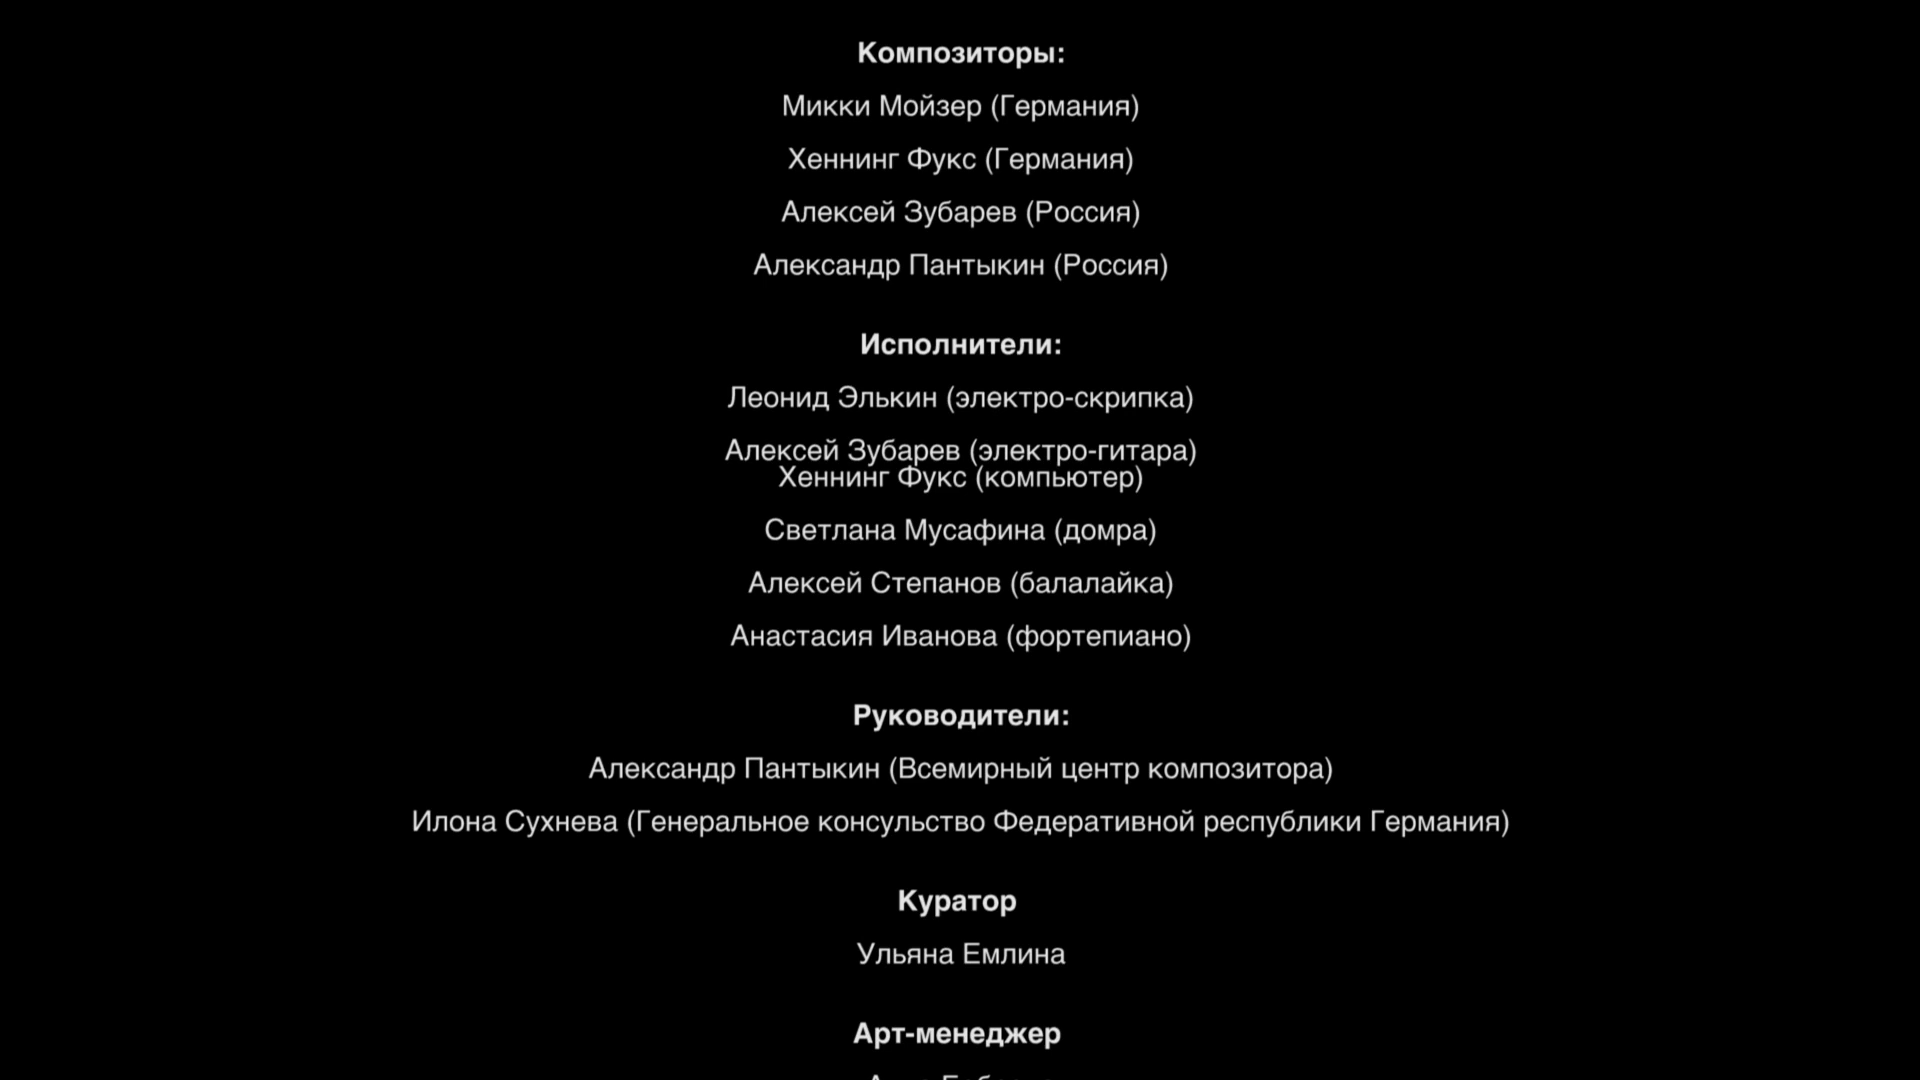 Композиторы:
Микки Мойзер (Германия)
Хеннинг Фукс (Германия)
Алексей Зубарев (Россия)
Александр Пантыкин (Россия)
Исполнители:
Леонид Элькин (электро-скрипка)
Алексей Зубарев (электро-гитара)
Хеннинг Фукс (компьютер)
Светлана Мусафина (домра)
Алексей Степанов (балалайка)
Анастасия Иванова (фортепиано)
Руководители:
Александр Пантыкин (Всемирный центр композитора)
Илона Сухнева (Генеральное консульство Федеративной республики Германия)
Куратор
Ульяна Емлина
Арт-менеджер